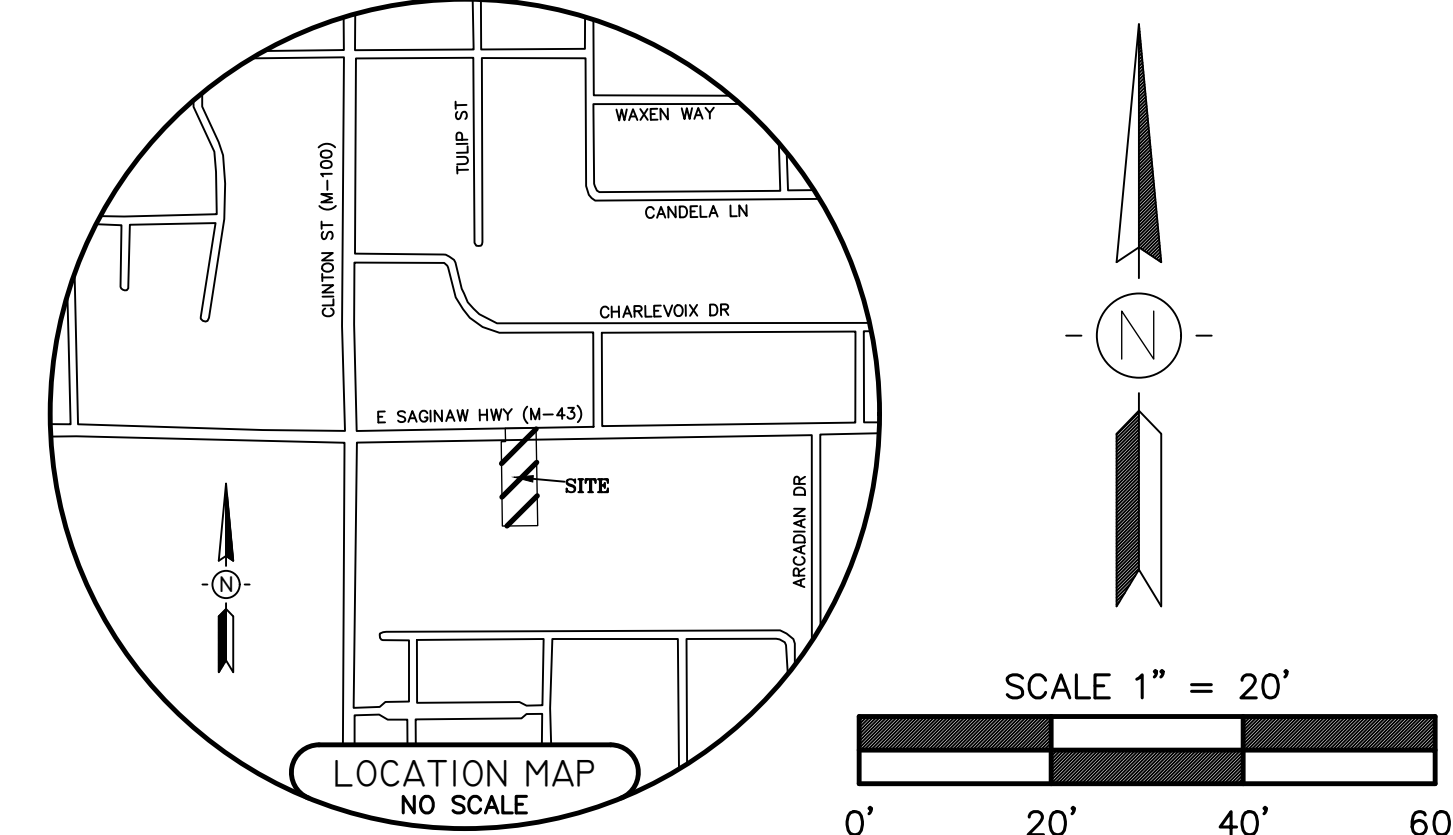 TULIP ST
WAXEN WAY
CLINTON ST (M-100)
CANDELA LN
CHARLEVOIX DR
E SAGINAW HWY (M-43)
SITE
ARCADIAN DR
N
N
LOCATION MAP
NO SCALE
SCALE 1" = 20'
0' 20' 40' 60